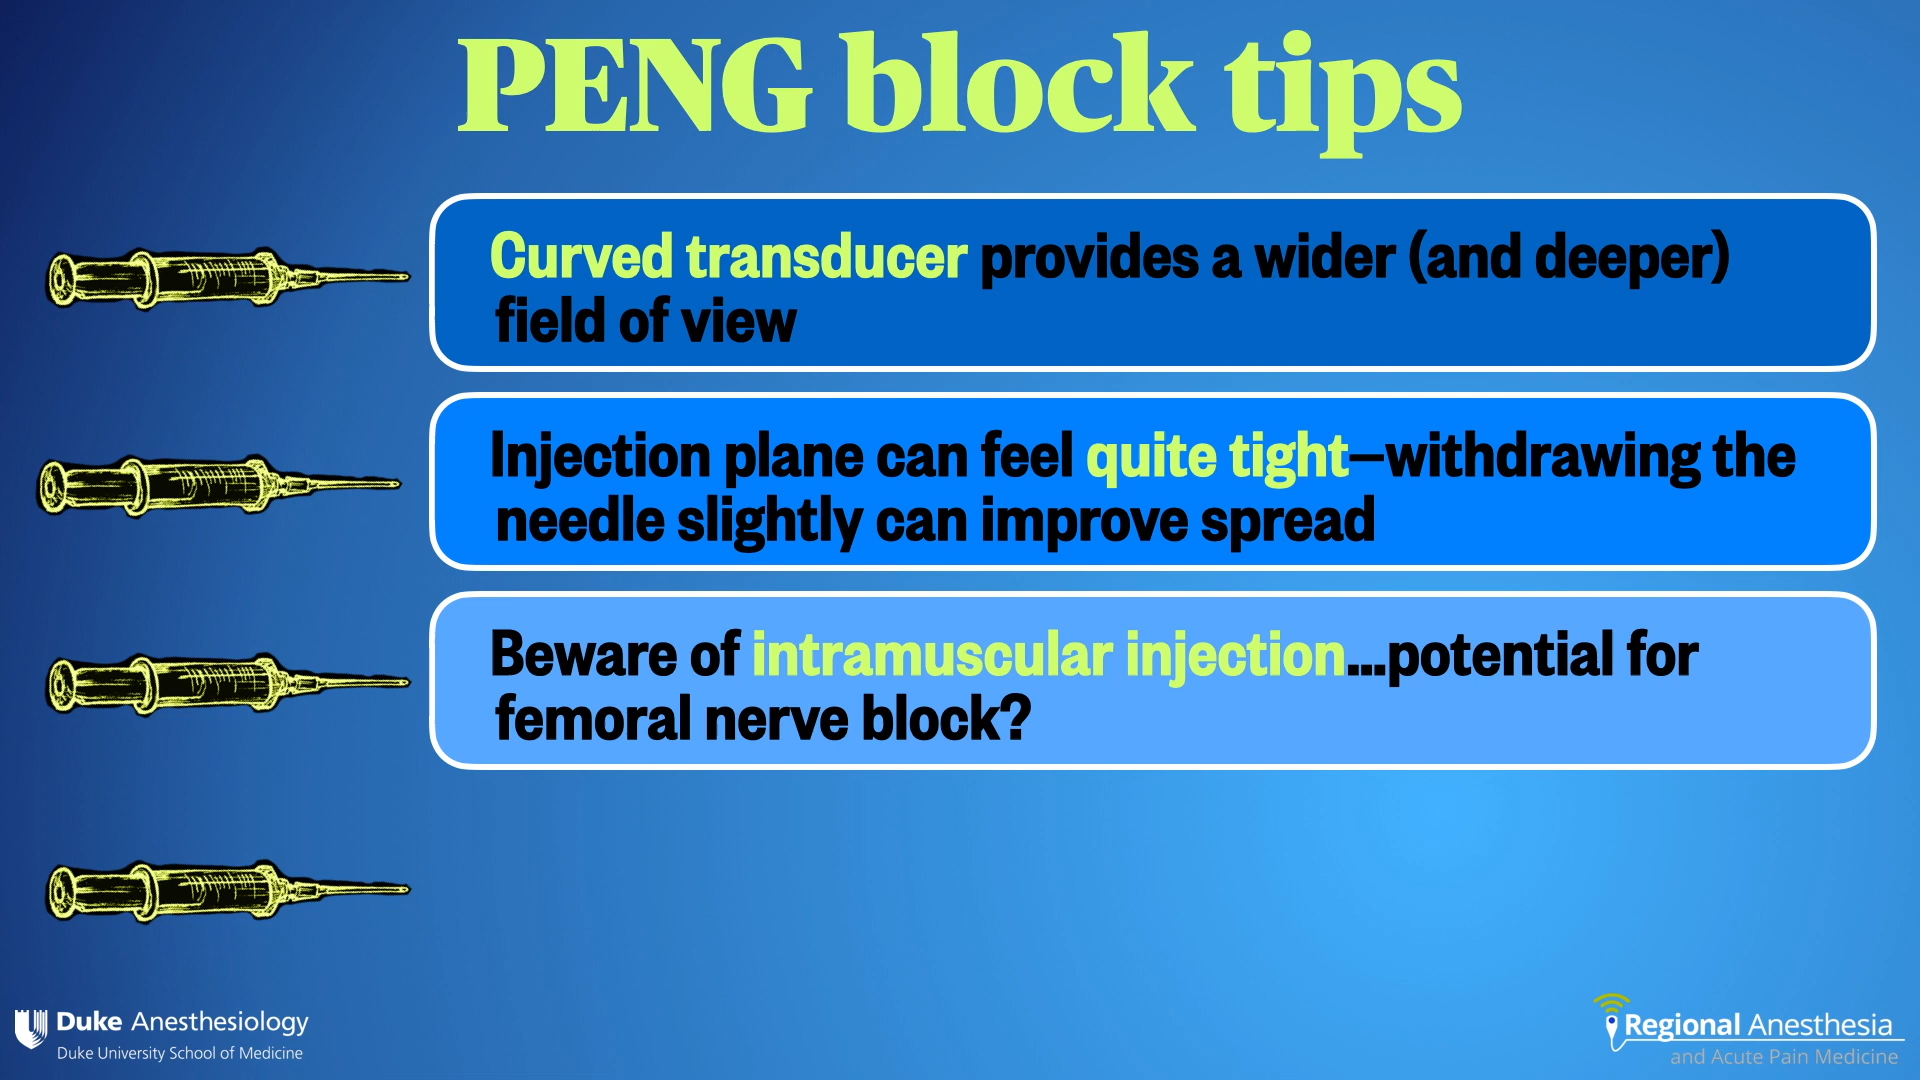 PENG block tips
Curved transducer provides a wider (and deeper)
field of view
Injection plane can feel quite tight—withdrawing the
needle slightly can improve spread
Beware of intramuscular injection...potential for
femoral nerve block?
Duke Anesthesiology
Duke University School of Medicine
Regional Anesthesia
and Acute Pain Medicine